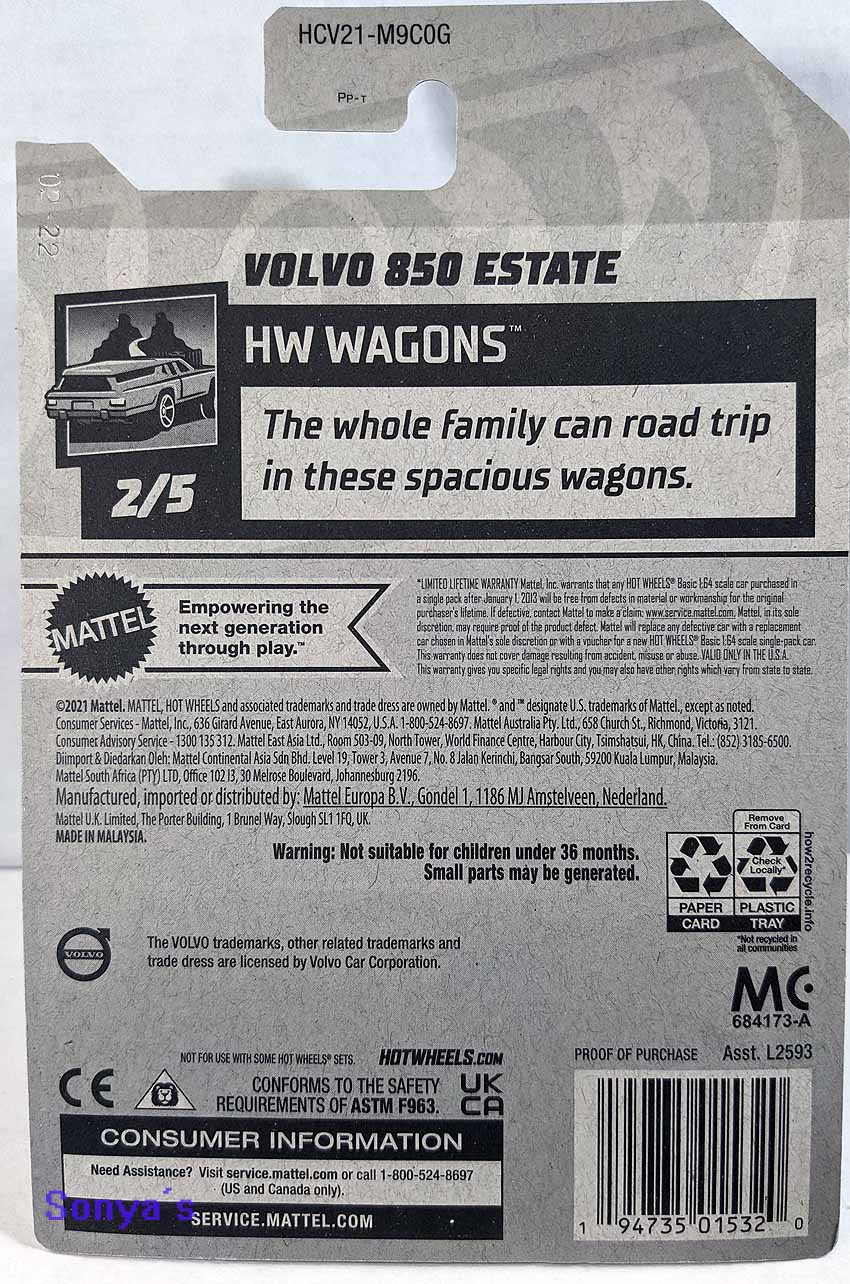 HCV21-M9C0G
PP-T
02-22
VOLVO 850 ESTATE
HW WAGONS™
The whole family can road trip
in these spacious wagons.
2/5
MATTEL
Empowering the
next generation
through play.™
*LIMITED LIFETIME WARRANTY Mattel, Inc. warrants that any HOT WHEELS® Basic 1:64 scale car purchased in
a single pack after January 1, 2013 will be free from defects in material or workmanship for the original
purchaser's lifetime. If defective, contact Mattel to make a claim: www.service.mattel.com, Mattel, in its sole
discretion, may require proof of the product defect. Mattel will replace any defective car with a replacement
car chosen in Mattel's sole discretion or with a voucher for a new HOT WHEELS® Basic 1:64 scale single-pack car.
This warranty does not cover damage resulting from accident, misuse or abuse. VALID ONLY IN THE U.S.A.
This warranty gives you specific legal rights and you may also have other rights which vary from state to state.
©2021 Mattel. MATTEL, HOT WHEELS and associated trademarks and trade dress are owned by Mattel. ® and ™ designate U.S. trademarks of Mattel., except as noted.
Consumer Services - Mattel, Inc., 636 Girard Avenue, East Aurora, NY 14052, U.S.A. 1-800-524-8697. Mattel Australia Pty. Ltd., 658 Church St., Richmond, Victoria, 3121.
Consumer Advisory Service - 1300 135 312. Mattel East Asia Ltd., Room 503-09, North Tower, World Finance Centre, Harbour City, Tsimshatsui, HK, China. Tel.: (852) 3185-6500.
Diimport & Diedarkan Oleh: Mattel Continental Asia Sdn Bhd. Level 19, Tower 3, Avenue 7, No. 8 Jalan Kerinchi, Bangsar South, 59200 Kuala Lumpur, Malaysia.
Mattel South Africa (PTY) LTD, Office 102 I3, 30 Melrose Boulevard, Johannesburg 2196.
Manufactured, imported or distributed by: Mattel Europa B.V., Gondel 1, 1186 MJ Amstelveen, Nederland.
Mattel U.K. Limited, The Porter Building, 1 Brunel Way, Slough SL1 1FQ, UK.
MADE IN MALAYSIA.
Warning: Not suitable for children under 36 months.
Small parts may be generated.
Remove
From Card
Check
Locally*
PAPER
PLASTIC
CARD
TRAY
how2recycle.info
*Not recycled in
all communities
VOLVO
The VOLVO trademarks, other related trademarks and
trade dress are licensed by Volvo Car Corporation.
MC
684173-A
NOT FOR USE WITH SOME HOT WHEELS® SETS.
HOTWHEELS.COM
PROOF OF PURCHASE
Asst. L2593
CE
CONFORMS TO THE SAFETY
REQUIREMENTS OF ASTM F963.
UK
CA
CONSUMER INFORMATION
Need Assistance? Visit service.mattel.com or call 1-800-524-8697
(US and Canada only).
SERVICE.MATTEL.COM
Sonya's
1 94735 01532 0